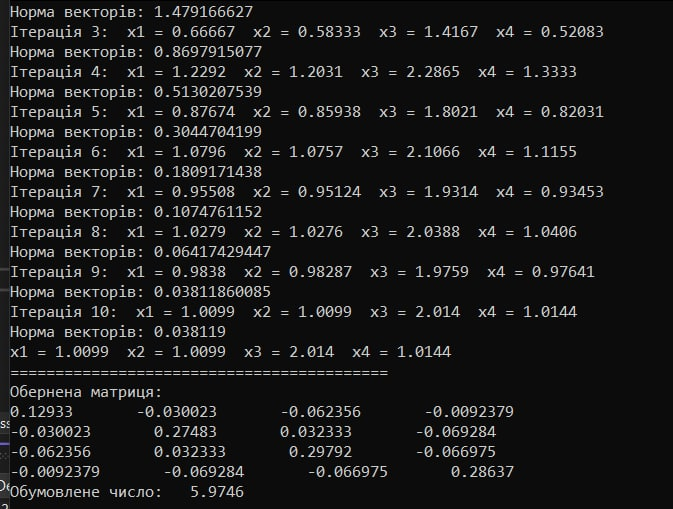 Норма векторів: 1.479166627
Ітерація 3:  x1 = 0.66667  x2 = 0.58333  x3 = 1.4167  x4 = 0.52083
Норма векторів: 0.8697915077
Ітерація 4:  x1 = 1.2292  x2 = 1.2031  x3 = 2.2865  x4 = 1.3333
Норма векторів: 0.5130207539
Ітерація 5:  x1 = 0.87674  x2 = 0.85938  x3 = 1.8021  x4 = 0.82031
Норма векторів: 0.3044704199
Ітерація 6:  x1 = 1.0796  x2 = 1.0757  x3 = 2.1066  x4 = 1.1155
Норма векторів: 0.1809171438
Ітерація 7:  x1 = 0.95508  x2 = 0.95124  x3 = 1.9314  x4 = 0.93453
Норма векторів: 0.1074761152
Ітерація 8:  x1 = 1.0279  x2 = 1.0276  x3 = 2.0388  x4 = 1.0406
Норма векторів: 0.06417429447
Ітерація 9:  x1 = 0.9838  x2 = 0.98287  x3 = 1.9759  x4 = 0.97641
Норма векторів: 0.03811860085
Ітерація 10:  x1 = 1.0099  x2 = 1.0099  x3 = 2.014  x4 = 1.0144
Норма векторів: 0.038119
x1 = 1.0099  x2 = 1.0099  x3 = 2.014  x4 = 1.0144
==========================================
Обернена матриця:
0.12933       -0.030023       -0.062356       -0.0092379
-0.030023       0.27483       0.032333       -0.069284
-0.062356       0.032333       0.29792       -0.066975
-0.0092379       -0.069284       -0.066975       0.28637
Обумовлене число:   5.9746